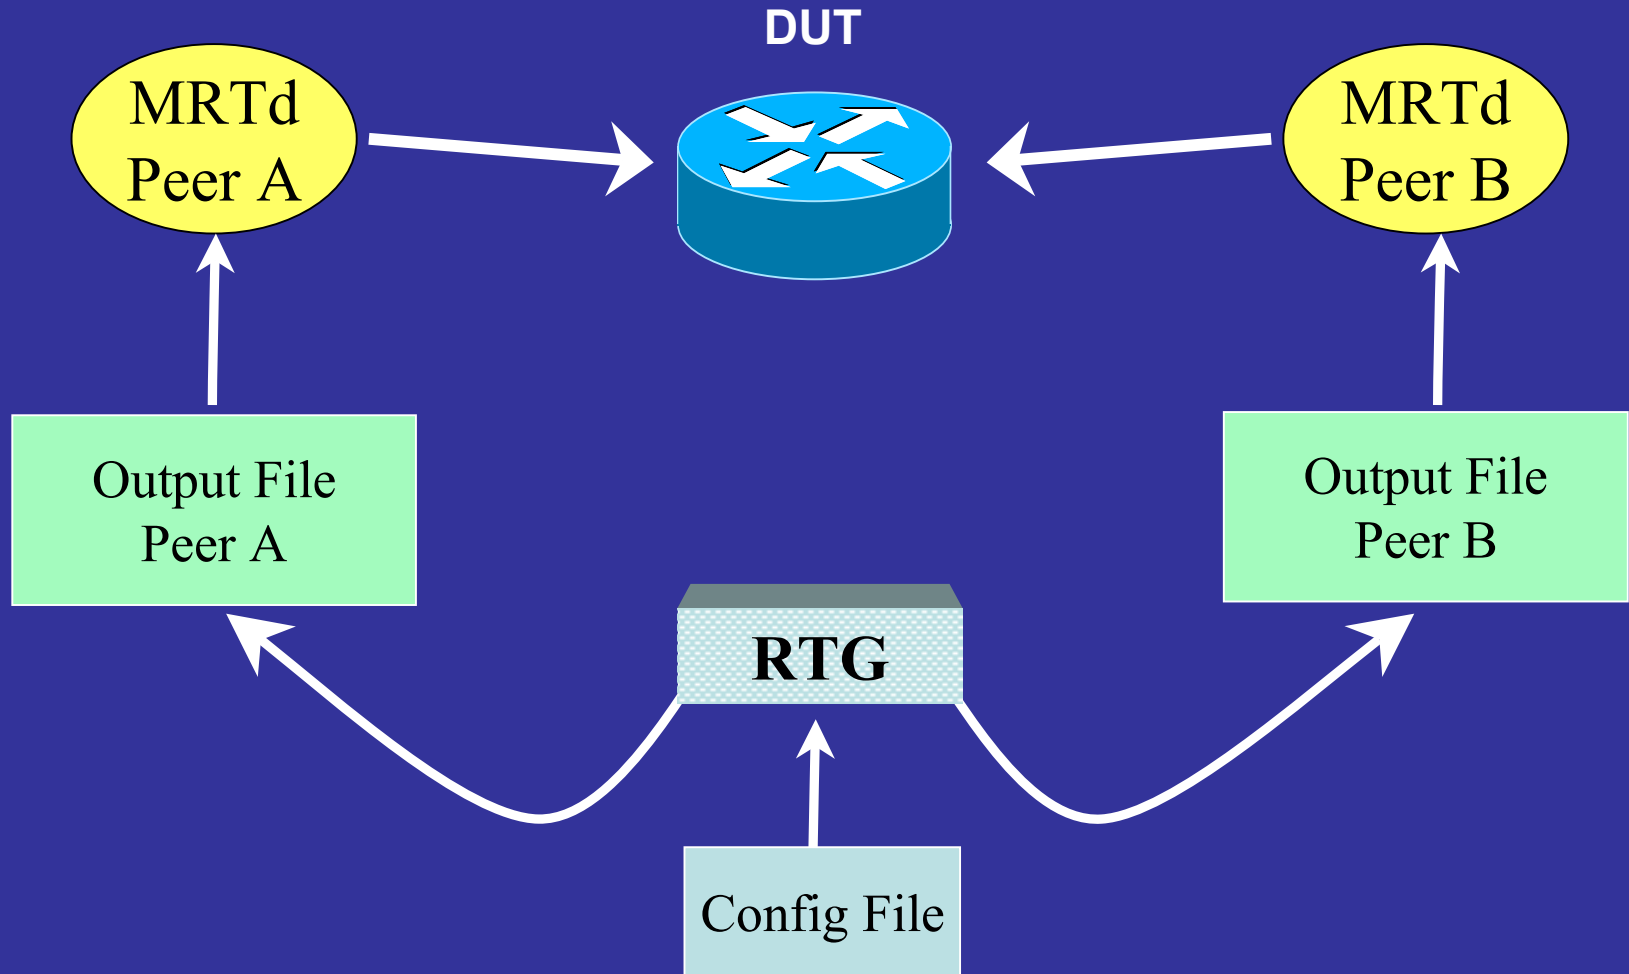 DUT
MRTd
Peer A
MRTd
Peer B
Output File
Peer A
Output File
Peer B
RTG
Config File